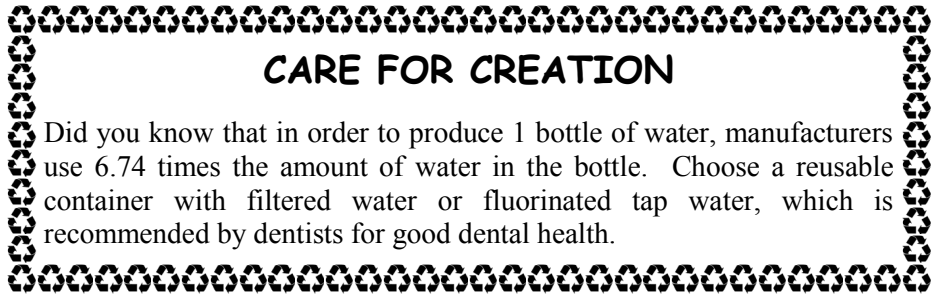 CARE FOR CREATION
Did you know that in order to produce 1 bottle of water, manufacturers
use 6.74 times the amount of water in the bottle.  Choose a reusable
container with filtered water or fluorinated tap water, which is
recommended by dentists for good dental health.